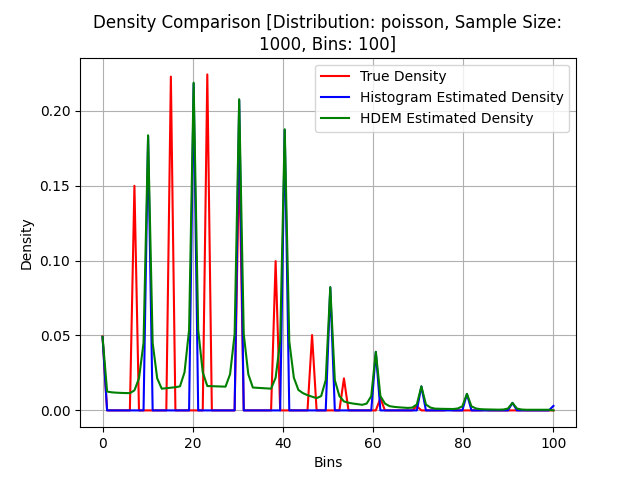 Density Comparison [Distribution: poisson, Sample Size:
1000, Bins: 100]
True Density
Histogram Estimated Density
HDEM Estimated Density
Density
0.20
0.15
0.10
0.05
0.00
0 20 40 60 80 100
Bins